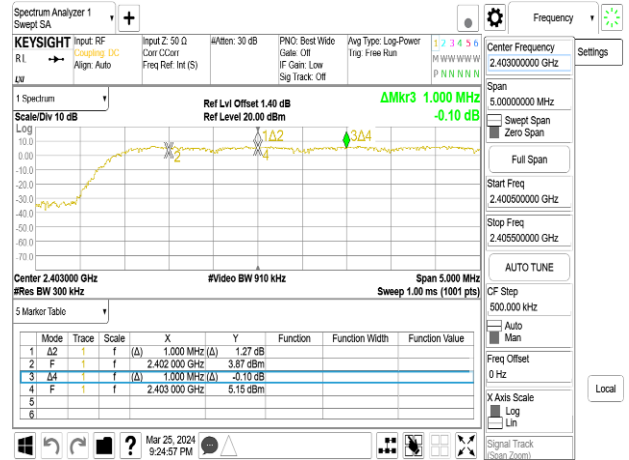 Spectrum Analyzer 1
Swept SA
Frequency
KEYSIGHT
RL
Input: RF
Coupling: DC
Align: Auto
Input Z: 50 Ω
Corr CCorr
Freq Ref: Int (S)
#Atten: 30 dB
PNO: Best Wide
Gate: Off
IF Gain: Low
Sig Track: Off
Avg Type: Log-Power
Trig: Free Run
1 2 3 4 5 6
M W W W W W
P N N N N N
LXI
Center Frequency
2.403000000 GHz
Settings
Span
5.00000000 MHz
Swept Span
Zero Span
Full Span
Start Freq
2.400500000 GHz
Stop Freq
2.405500000 GHz
AUTO TUNE
CF Step
500.000 kHz
Auto
Man
Freq Offset
0 Hz
X Axis Scale
Log
Lin
Signal Track
(Span Zoom)
Local
1 Spectrum
Scale/Div 10 dB
Ref Lvl Offset 1.40 dB
Ref Level 20.00 dBm
ΔMkr3 1.000 MHz
-0.10 dB
Log
10.0
0.00
-10.0
-20.0
-30.0
-40.0
-50.0
-60.0
-70.0
2
1Δ2
4
3Δ4
Center 2.403000 GHz
#Video BW 910 kHz
Span 5.000 MHz
#Res BW 300 kHz
Sweep 1.00 ms (1001 pts)
5 Marker Table
Mode Trace Scale X Y Function Function Width Function Value
1 Δ2 1 f (Δ) 1.000 MHz (Δ) 1.27 dB
2 F 1 f 2.402 000 GHz 3.87 dBm
3 Δ4 1 f (Δ) 1.000 MHz (Δ) -0.10 dB
4 F 1 f 2.403 000 GHz 5.15 dBm
5
6
?
Mar 25, 2024
9:24:57 PM